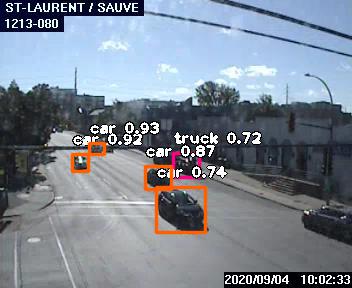 ST-LAURENT / SAUVE
1213-080
car 0.93
car 0.92
truck 0.72
car 0.87
car 0.74
2020/09/04 10:02:33